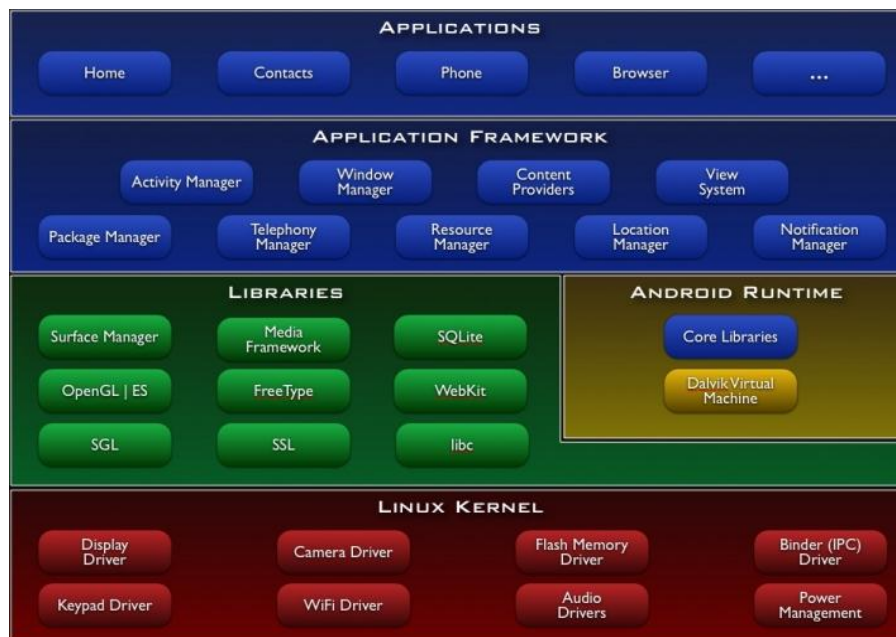 APPLICATIONS
Home
Contacts
Phone
Browser
...
APPLICATION FRAMEWORK
Activity Manager
Window
Manager
Content
Providers
View
System
Package Manager
Telephony
Manager
Resource
Manager
Location
Manager
Notification
Manager
LIBRARIES
Surface Manager
Media
Framework
SQLite
OpenGL | ES
FreeType
WebKit
SGL
SSL
libc
ANDROID RUNTIME
Core Libraries
Dalvik Virtual
Machine
LINUX KERNEL
Display
Driver
Camera Driver
Flash Memory
Driver
Binder (IPC)
Driver
Keypad Driver
WiFi Driver
Audio
Drivers
Power
Management